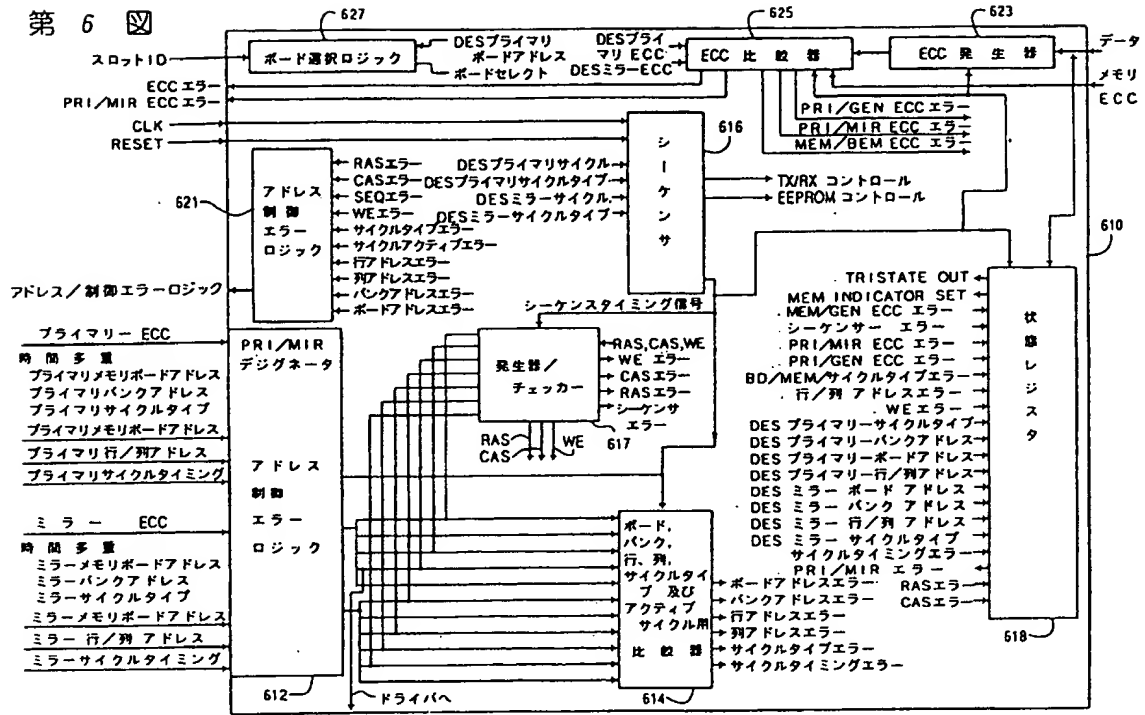 第 6 図
627
スロットID
ボード選択ロジック
DESプライマリ
ボードアドレス
ボードセレクト
DESプライ
マリ ECC
DESミラーECC
625
ECC 比較器
623
ECC 発生器
データ
メモリ
ECC
ECCエラー
PRI/MIR ECCエラー
PRI/GEN ECCエラー
PRI/MIR ECCエラー
MEM/BEM ECCエラー
CLK
RESET
616
シーケンサ
DESプライマリサイクル
DESプライマリサイクルタイプ
DESミラーサイクル
DESミラーサイクルタイプ
TX/RX コントロール
EEPROM コントロール
621
アドレス
制御
エラー
ロジック
RASエラー
CASエラー
SEQエラー
WEエラー
サイクルタイプエラー
サイクルアクティブエラー
行アドレスエラー
列アドレスエラー
バンクアドレスエラー
ボードアドレスエラー
アドレス/制御エラーロジック
610
シーケンスタイミング信号
プライマリー ECC
時間多重
プライマリメモリボードアドレス
プライマリバンクアドレス
プライマリサイクルタイプ
プライマリメモリボードアドレス
プライマリ行/列アドレス
プライマリサイクルタイミング
ミラー ECC
時間多重
ミラーメモリボードアドレス
ミラーバンクアドレス
ミラーサイクルタイプ
ミラーメモリボードアドレス
ミラー 行/列 アドレス
ミラーサイクルタイミング
PRI/MIR
デジグネータ
アドレス
制御
エラー
ロジック
612
ドライバへ
発生器/
チェッカー
617
RAS,CAS,WE
WE エラー
CASエラー
RASエラー
シーケンサ
エラー
RAS
CAS
WE
ボード,
バンク,
行、列,
サイクルタイ
プ 及び
アクティブ
サイクル用
比較器
614
ボードアドレスエラー
バンクアドレスエラー
行アドレスエラー
列アドレスエラー
サイクルタイプエラー
サイクルタイミングエラー
TRISTATE OUT
MEM INDICATOR SET
MEM/GEN ECC エラー
シーケンサー エラー
PRI/MIR ECC エラー
PRI/GEN ECC エラー
BD/MEM/サイクルタイプエラー
行/列 アドレスエラー
WEエラー
DES プライマリーサイクルタイプ
DES プライマリーバンクアドレス
DES プライマリーボードアドレス
DES プライマリー行/列アドレス
DES ミラー ボード アドレス
DES ミラー バンク アドレス
DES ミラー 行/列 アドレス
DES ミラー サイクルタイプ
サイクルタイミングエラー
PRI/MIR エラー
RASエラ
CASエラ
状態レジスタ
618